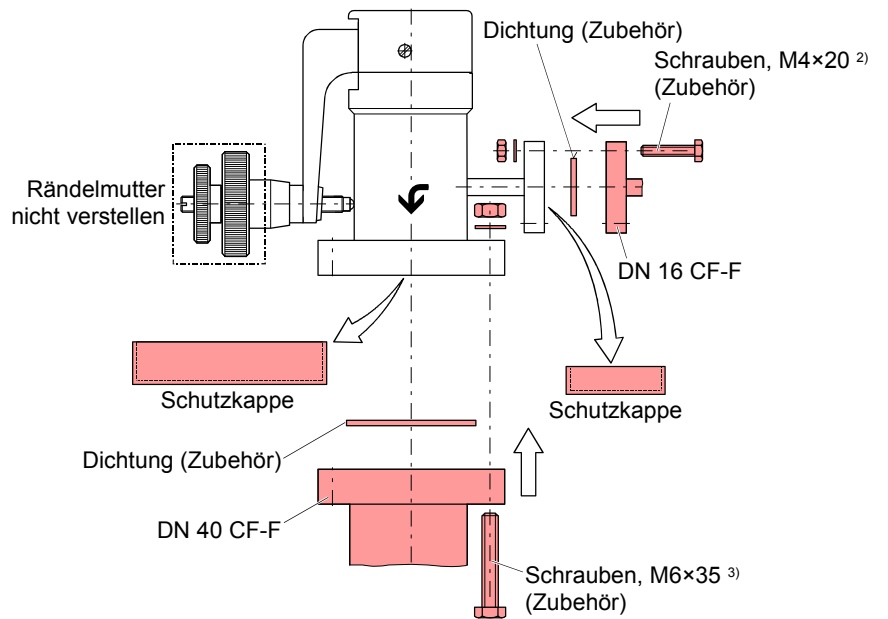 Dichtung (Zubehör)
Schrauben, M4×20 ²⁾
(Zubehör)
Rändelmutter
nicht verstellen
DN 16 CF-F
Schutzkappe
Schutzkappe
Dichtung (Zubehör)
DN 40 CF-F
Schrauben, M6×35 ³⁾
(Zubehör)